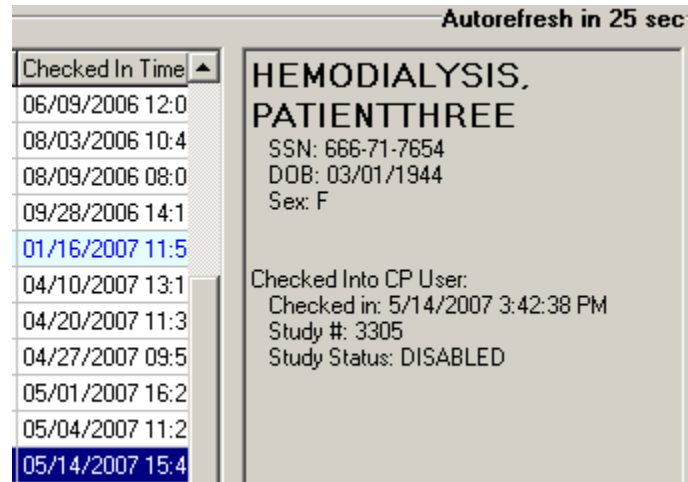 Autorefresh in 25 sec
Checked In Time
06/09/2006 12:0
08/03/2006 10:4
08/09/2006 08:0
09/28/2006 14:1
01/16/2007 11:5
04/10/2007 13:1
04/20/2007 11:3
04/27/2007 09:5
05/01/2007 16:2
05/04/2007 11:2
05/14/2007 15:4
HEMODIALYSIS,
PATIENTTHREE
SSN: 666-71-7654
DOB: 03/01/1944
Sex: F
Checked Into CP User:
Checked in: 5/14/2007 3:42:38 PM
Study #: 3305
Study Status: DISABLED